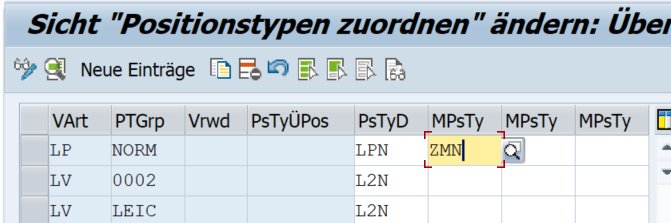 Sicht "Positionstypen zuordnen" ändern: Über
Neue Einträge
VArt PTGrp Vrwd PsTyÜPos PsTyD MPsTy MPsTy MPsTy
LP NORM LPN ZMN
LV 0002 L2N
LV LEIC L2N